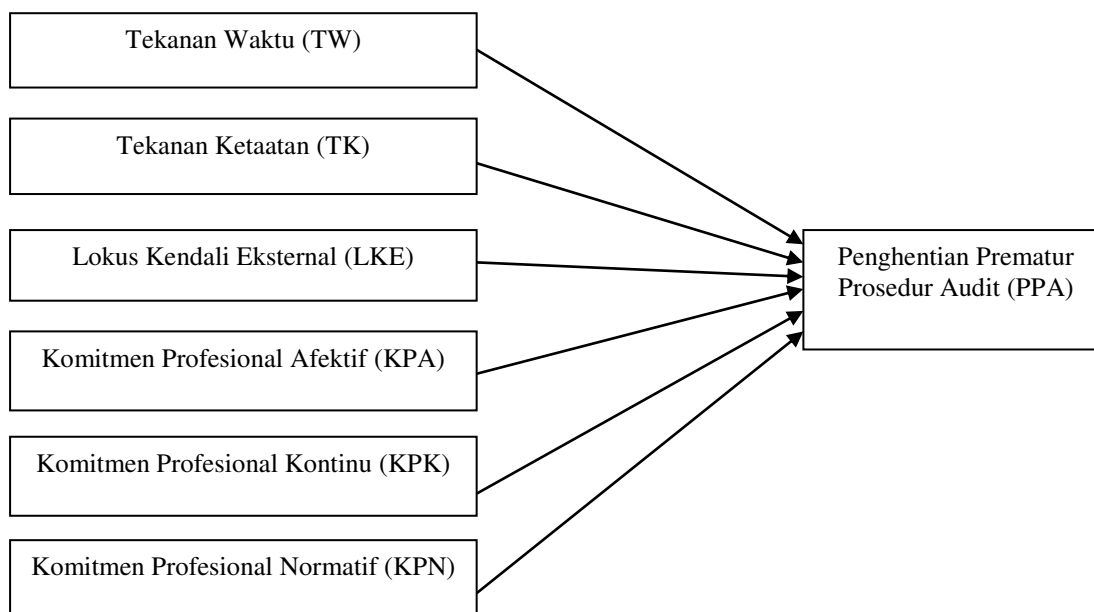 Tekanan Waktu (TW)
Tekanan Ketaatan (TK)
Lokus Kendali Eksternal (LKE)
Komitmen Profesional Afektif (KPA)
Komitmen Profesional Kontinu (KPK)
Komitmen Profesional Normatif (KPN)
Penghentian Prematur
Prosedur Audit (PPA)